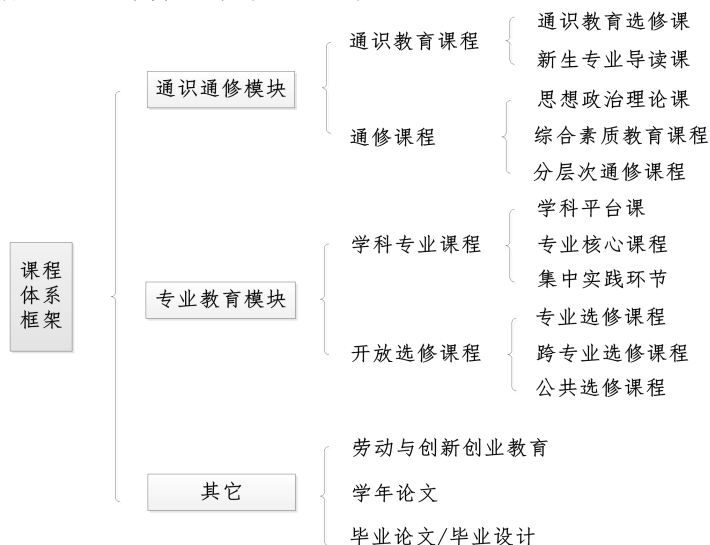 课程
体系
框架
通识通修模块
通识教育课程
通识教育选修课
新生专业导读课
通修课程
思想政治理论课
综合素质教育课程
分层次通修课程
专业教育模块
学科专业课程
学科平台课
专业核心课程
集中实践环节
开放选修课程
专业选修课程
跨专业选修课程
公共选修课程
其它
劳动与创新创业教育
学年论文
毕业论文/毕业设计